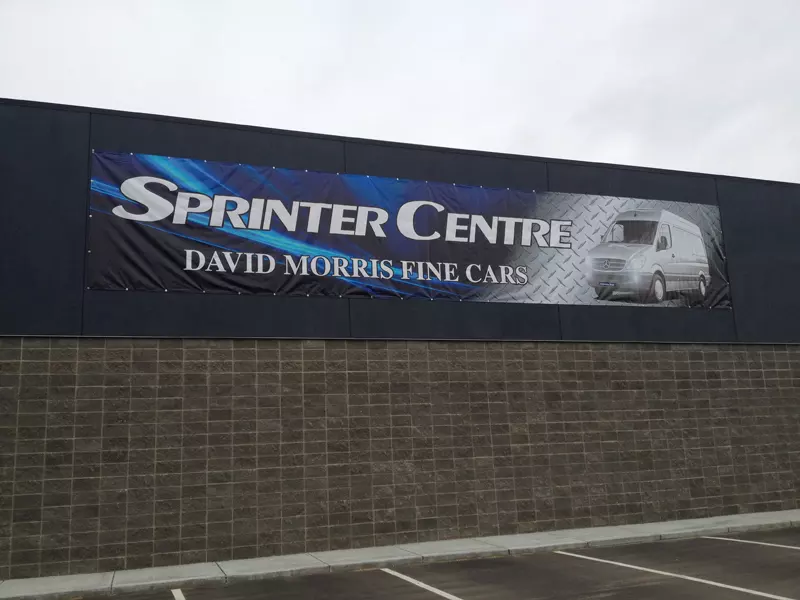 SPRINTER CENTRE
DAVID MORRIS FINE CARS